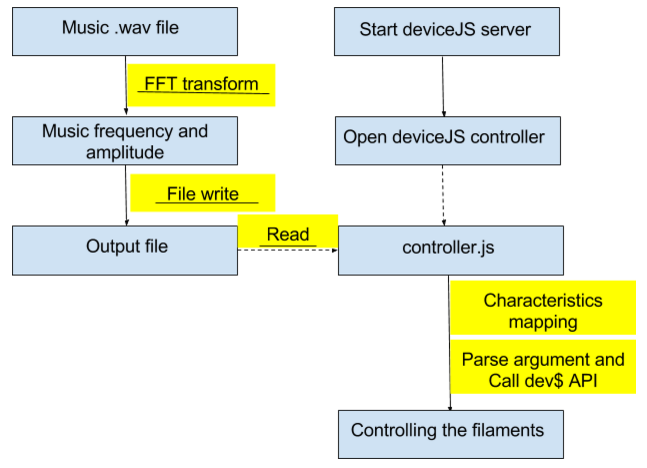 Music .wav file
Start deviceJS server
FFT transform
Music frequency and
amplitude
Open deviceJS controller
File write
Output file
Read
controller.js
Characteristics
mapping
Parse argument and
Call dev$ API
Controlling the filaments